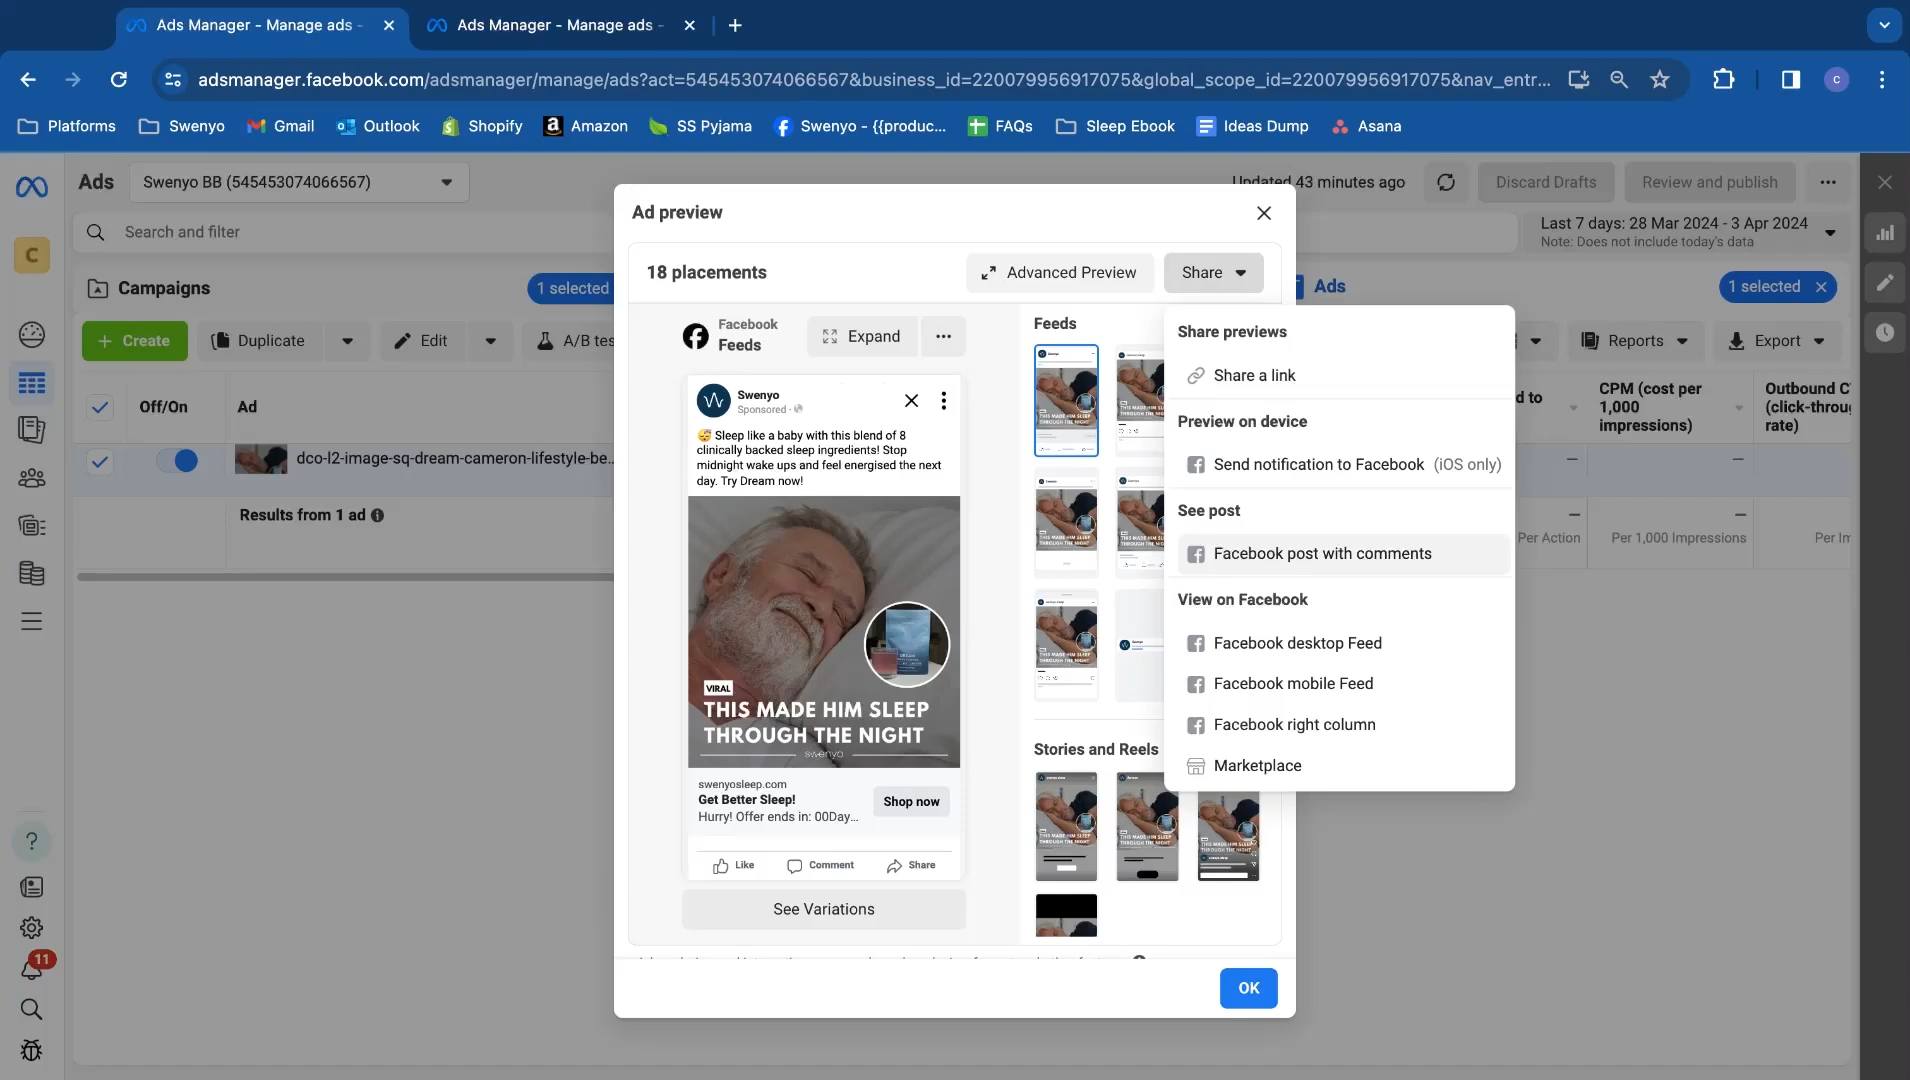 Ads Manager - Manage ads -
Ads Manager - Manage ads -
adsmanager.facebook.com/adsmanager/manage/ads?act=545453074066567&business_id=220079956917075&global_scope_id=220079956917075&nav_entr...
C
Platforms
Swenyo
Gmail
Outlook
Shopify
Amazon
SS Pyjama
Swenyo - {{produc...
FAQs
Sleep Ebook
Ideas Dump
Asana
Ads
Swenyo BB (545453074066567)
Updated 43 minutes ago
Discard Drafts
Review and publish
Search and filter
Last 7 days: 28 Mar 2024 - 3 Apr 2024
Note: Does not include today's data
C
Campaigns
1 selected
Ads
1 selected
+ Create
Duplicate
Edit
A/B tes
Reports
Export
Off/On
Ad
d to
CPM (cost per
1,000
impressions)
Outbound C
(click-throu
rate)
dco-l2-image-sq-dream-cameron-lifestyle-be...
—
—
Results from 1 ad
—
—
Per Action
Per 1,000 Impressions
Per Im
11
Ad preview
18 placements
Advanced Preview
Share
Facebook
Feeds
Expand
Swenyo
Sponsored ·
😴 Sleep like a baby with this blend of 8
clinically backed sleep ingredients! Stop
midnight wake ups and feel energised the next
day. Try Dream now!
DREAM
VIRAL
THIS MADE HIM SLEEP
THROUGH THE NIGHT
swenyo
swenyosleep.com
Get Better Sleep!
Hurry! Offer ends in: 00Day...
Shop now
Like
Comment
Share
See Variations
Feeds
Stories and Reels
OK
Share previews
Share a link
Preview on device
Send notification to Facebook (iOS only)
See post
Facebook post with comments
View on Facebook
Facebook desktop Feed
Facebook mobile Feed
Facebook right column
Marketplace